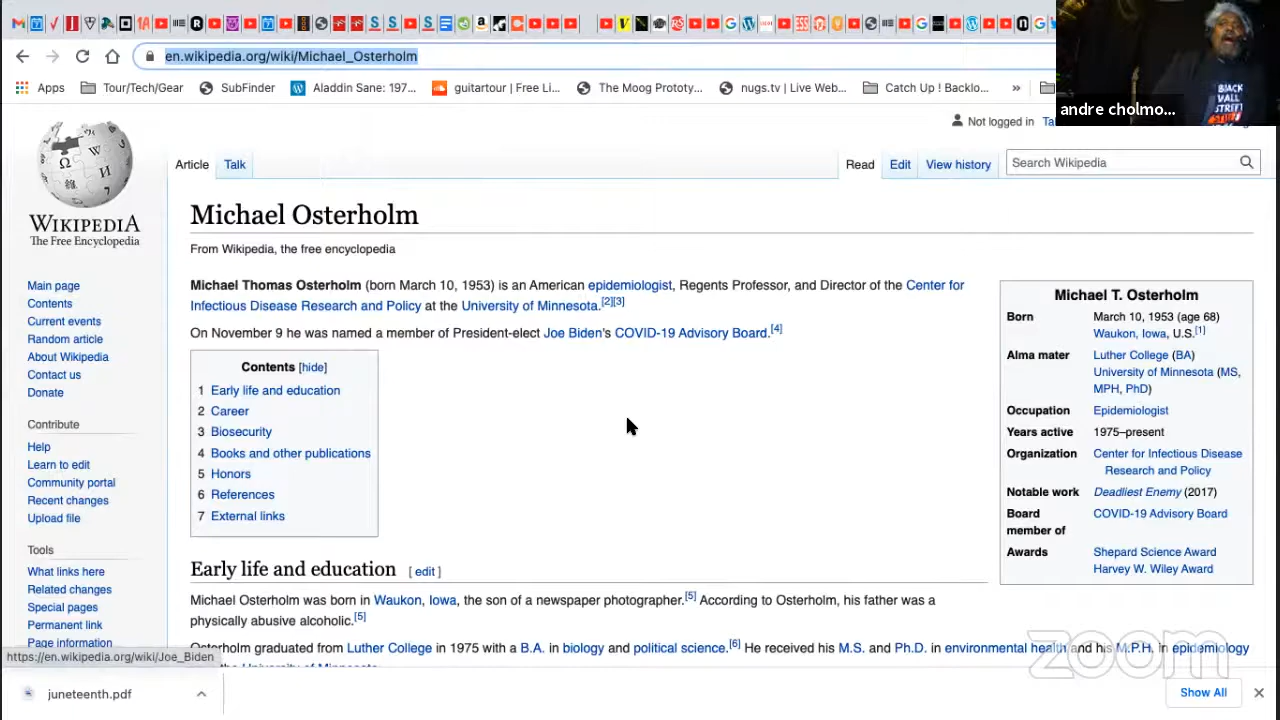 en.wikipedia.org/wiki/Michael_Osterholm
Apps Tour/Tech/Gear SubFinder Aladdin Sane: 197... guitartour | Free Li... The Moog Prototy... nugs.tv | Live Web... Catch Up ! Backlo... »
BLACK
WALL
STREET
andre cholmo...
Not logged in
Article Talk Read Edit View history Search Wikipedia
WIKIPEDIA
The Free Encyclopedia
Main page
Contents
Current events
Random article
About Wikipedia
Contact us
Donate
Contribute
Help
Learn to edit
Community portal
Recent changes
Upload file
Tools
What links here
Related changes
Special pages
Permanent link
Page information
Michael Osterholm
From Wikipedia, the free encyclopedia
Michael Thomas Osterholm (born March 10, 1953) is an American epidemiologist, Regents Professor, and Director of the Center for
Infectious Disease Research and Policy at the University of Minnesota.[2][3]
On November 9 he was named a member of President-elect Joe Biden's COVID-19 Advisory Board.[4]
Contents [hide]
1 Early life and education
2 Career
3 Biosecurity
4 Books and other publications
5 Honors
6 References
7 External links
Michael T. Osterholm
Born March 10, 1953 (age 68)
Waukon, Iowa, U.S.[1]
Alma mater Luther College (BA)
University of Minnesota (MS,
MPH, PhD)
Occupation Epidemiologist
Years active 1975–present
Organization Center for Infectious Disease
Research and Policy
Notable work Deadliest Enemy (2017)
Board COVID-19 Advisory Board
member of
Awards Shepard Science Award
Harvey W. Wiley Award
Early life and education [ edit ]
Michael Osterholm was born in Waukon, Iowa, the son of a newspaper photographer.[5] According to Osterholm, his father was a
physically abusive alcoholic.[5]
Osterholm graduated from Luther College in 1975 with a B.A. in biology and political science.[6] He received his M.S. and Ph.D. in environmental health and his M.P.H. in epidemiology
the University of Minnesota
https://en.wikipedia.org/wiki/Joe_Biden
zoom
juneteenth.pdf
Show All